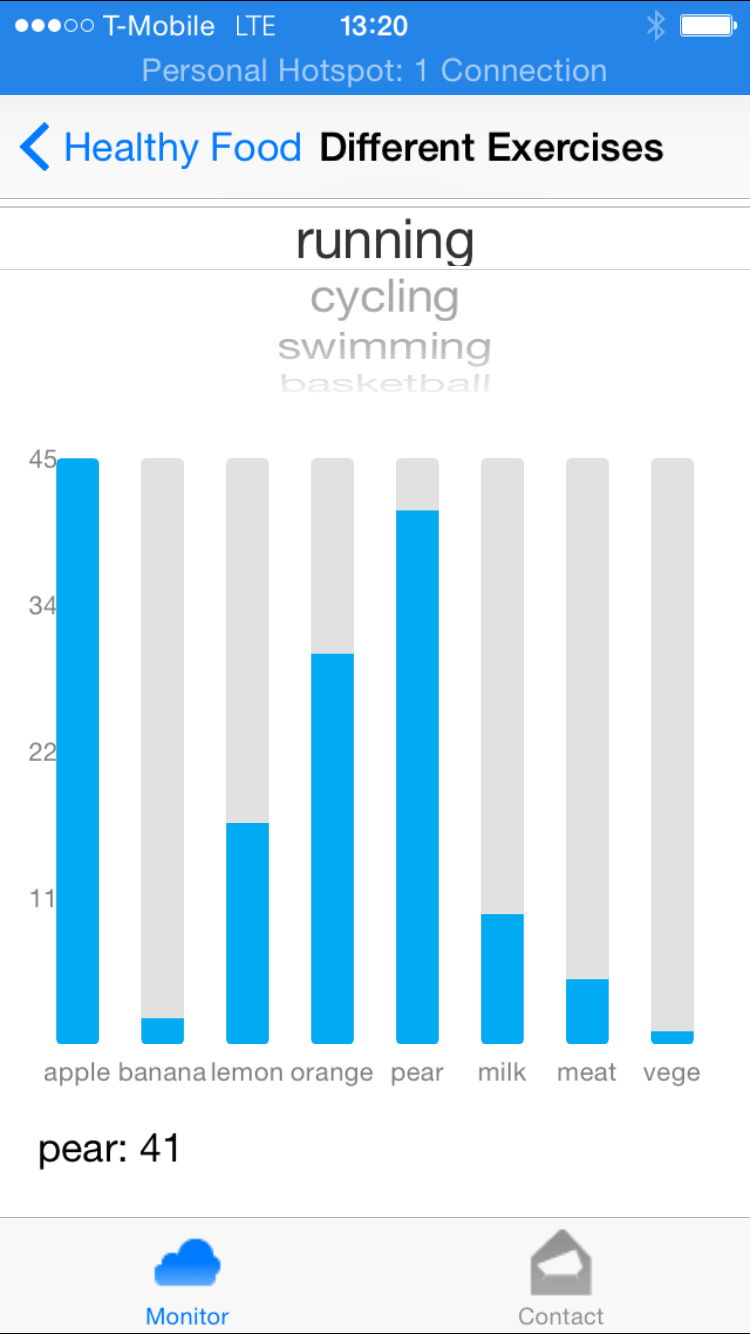 T-Mobile LTE 13:20
Personal Hotspot: 1 Connection
Healthy Food Different Exercises
running
cycling
swimming
basketball
45
34
22
11
apple banana lemon orange pear milk meat vege
pear: 41
Monitor Contact